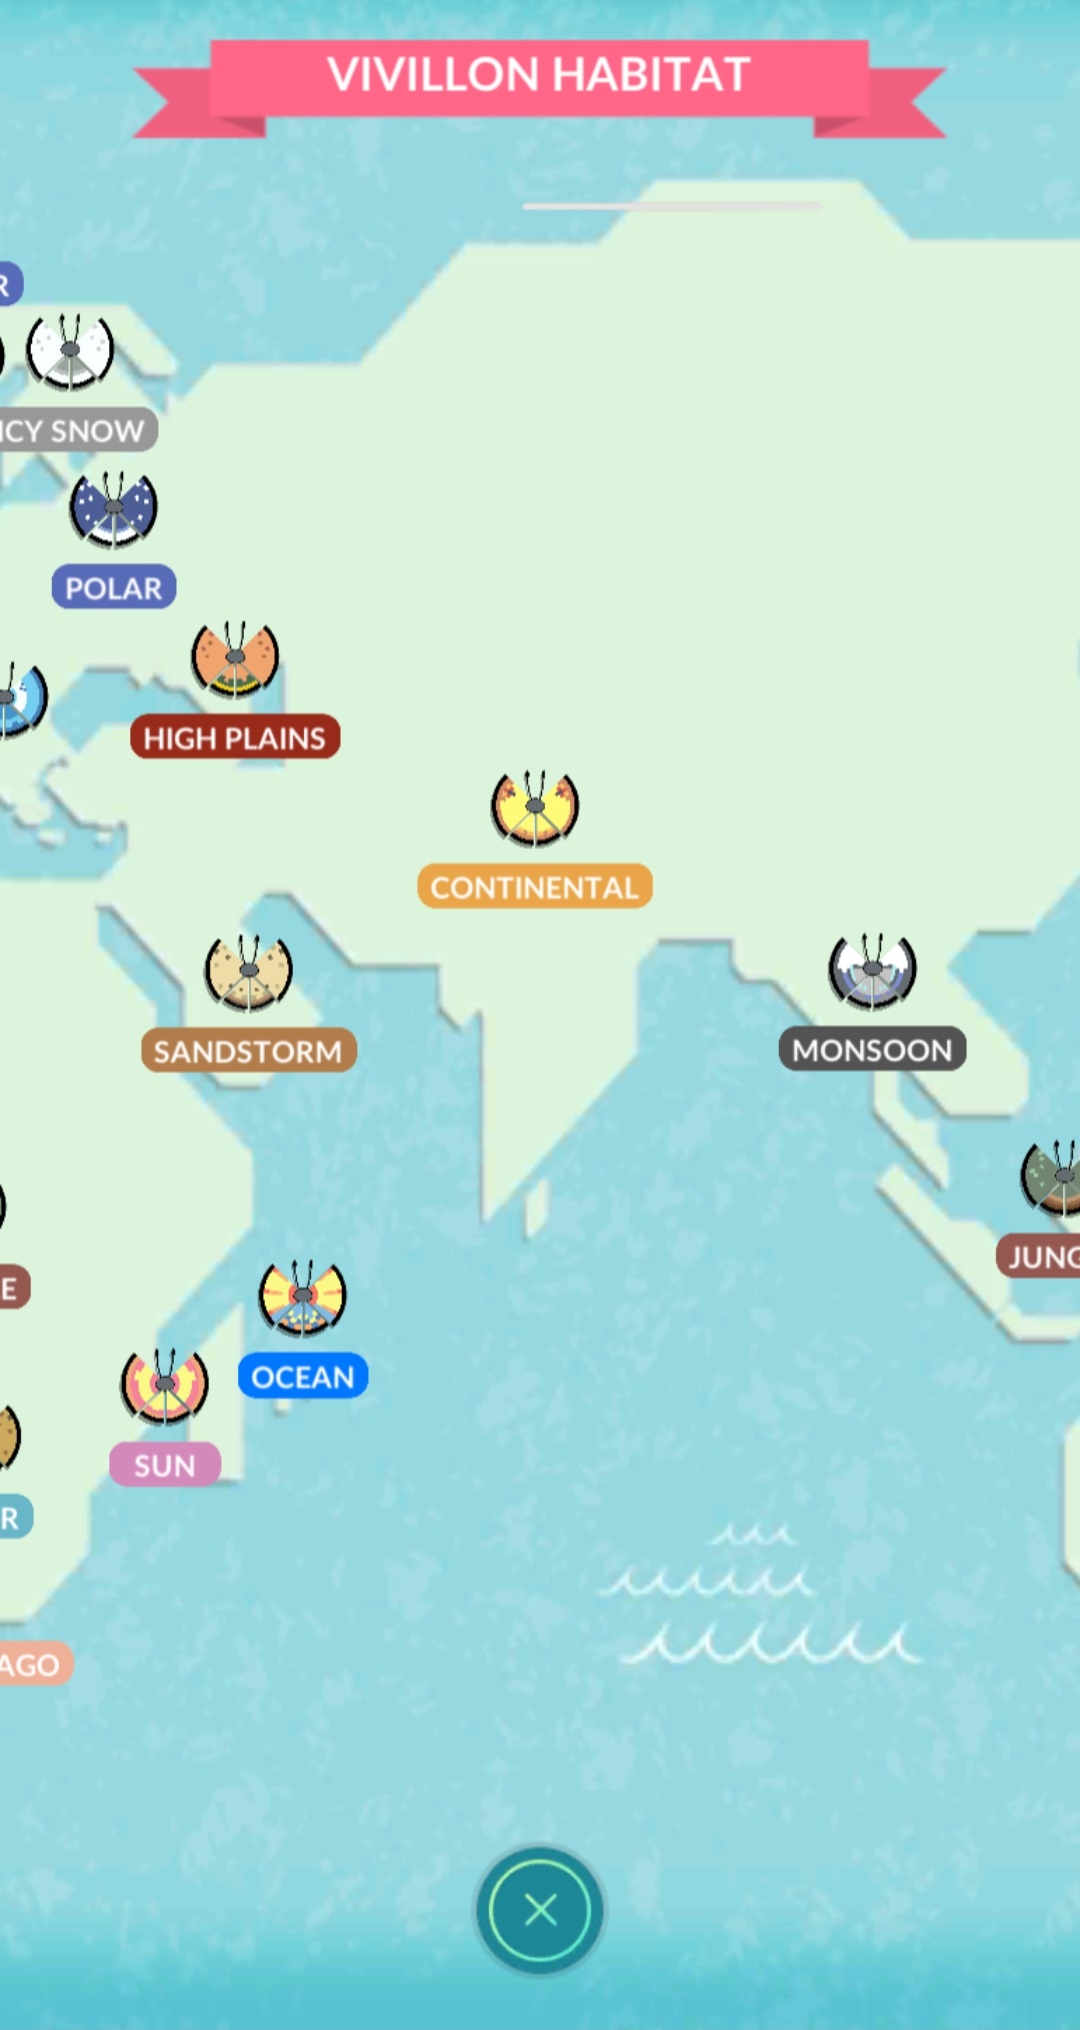 VIVILLON HABITAT
R
ICY SNOW
POLAR
HIGH PLAINS
CONTINENTAL
SANDSTORM
MONSOON
JUNG
E
OCEAN
SUN
R
AGO